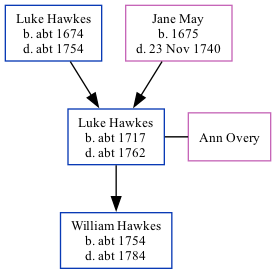 Luke Hawkes
b. abt 1674
d. abt 1754
Jane May
b. 1675
d. 23 Nov 1740
Luke Hawkes
b. abt 1717
d. abt 1762
Ann Overy
William Hawkes
b. abt 1754
d. abt 1784